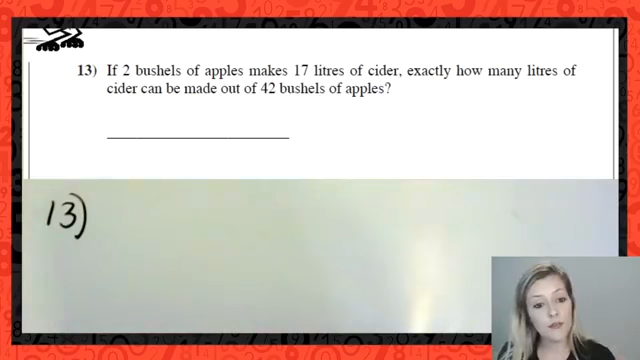 13) If 2 bushels of apples makes 17 litres of cider, exactly how many litres of
cider can be made out of 42 bushels of apples?
13)